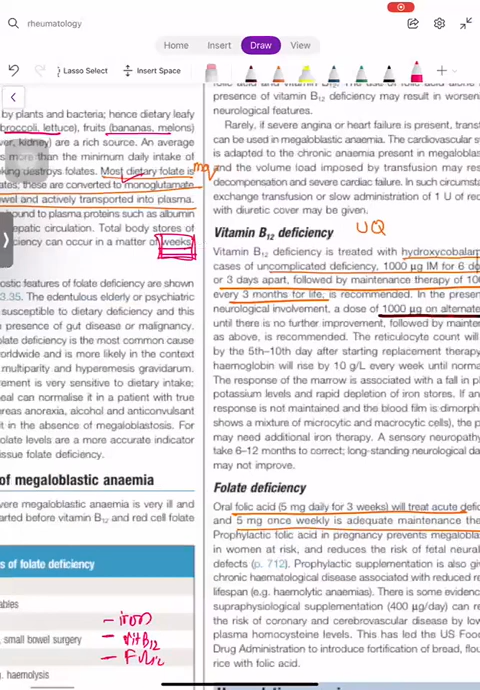 rheumatology
Home Insert Draw View
Lasso Select Insert Space
by plants and bacteria; hence dietary leafy
broccoli, lettuce), fruits (bananas, melons)
ver, kidney) are a rich source. An average
s more than the minimum daily intake of
king destroys folates. Most dietary folate is
ates; these are converted to monoglutamate
owel and actively transported into plasma.
ound to plasma proteins such as albumin
hepatic circulation. Total body stores of
ciency can occur in a matter of weeks.
ostic features of folate deficiency are shown
3.35. The edentulous elderly or psychiatric
susceptible to dietary deficiency and this
presence of gut disease or malignancy.
olate deficiency is the most common cause
orldwide and is more likely in the context
multiparity and hyperemesis gravidarum.
rement is very sensitive to dietary intake;
eal can normalise it in a patient with true
ereas anorexia, alcohol and anticonvulsant
it in the absence of megaloblastosis. For
olate levels are a more accurate indicator
issue folate deficiency.
of megaloblastic anaemia
vere megaloblastic anaemia is very ill and
arted before vitamin B12 and red cell folate
s of folate deficiency
ables
, small bowel surgery
.g. haemolysis
- iron
- vit B12
- Folic
presence of vitamin B12 deficiency may result in worsen
neurological features.
Rarely, if severe angina or heart failure is present, transf
can be used in megaloblastic anaemia. The cardiovascular s
is adapted to the chronic anaemia present in megaloblas
and the volume load imposed by transfusion may res
decompensation and severe cardiac failure. In such circumsta
exchange transfusion or slow administration of 1 U of red
with diuretic cover may be given.
Vitamin B12 deficiency
UQ
Vitamin B12 deficiency is treated with hydroxycobalam
cases of uncomplicated deficiency, 1000 µg IM for 6 do
or 3 days apart, followed by maintenance therapy of 100
every 3 months for life, is recommended. In the presen
neurological involvement, a dose of 1000 µg on alternate
until there is no further improvement, followed by mainter
as above, is recommended. The reticulocyte count will
by the 5th–10th day after starting replacement therapy
haemoglobin will rise by 10 g/L every week until norma
The response of the marrow is associated with a fall in pl
potassium levels and rapid depletion of iron stores. If an
response is not maintained and the blood film is dimorphi
shows a mixture of microcytic and macrocytic cells), the p
may need additional iron therapy. A sensory neuropathy
take 6–12 months to correct; long-standing neurological da
may not improve.
Folate deficiency
Oral folic acid (5 mg daily for 3 weeks) will treat acute defic
and 5 mg once weekly is adequate maintenance the
Prophylactic folic acid in pregnancy prevents megalobl
in women at risk, and reduces the risk of fetal neural
defects (p. 712). Prophylactic supplementation is also giv
chronic haematological disease associated with reduced re
lifespan (e.g. haemolytic anaemias). There is some evidenc
supraphysiological supplementation (400 µg/day) can re
the risk of coronary and cerebrovascular disease by low
plasma homocysteine levels. This has led the US Food
Drug Administration to introduce fortification of bread, flou
rice with folic acid.